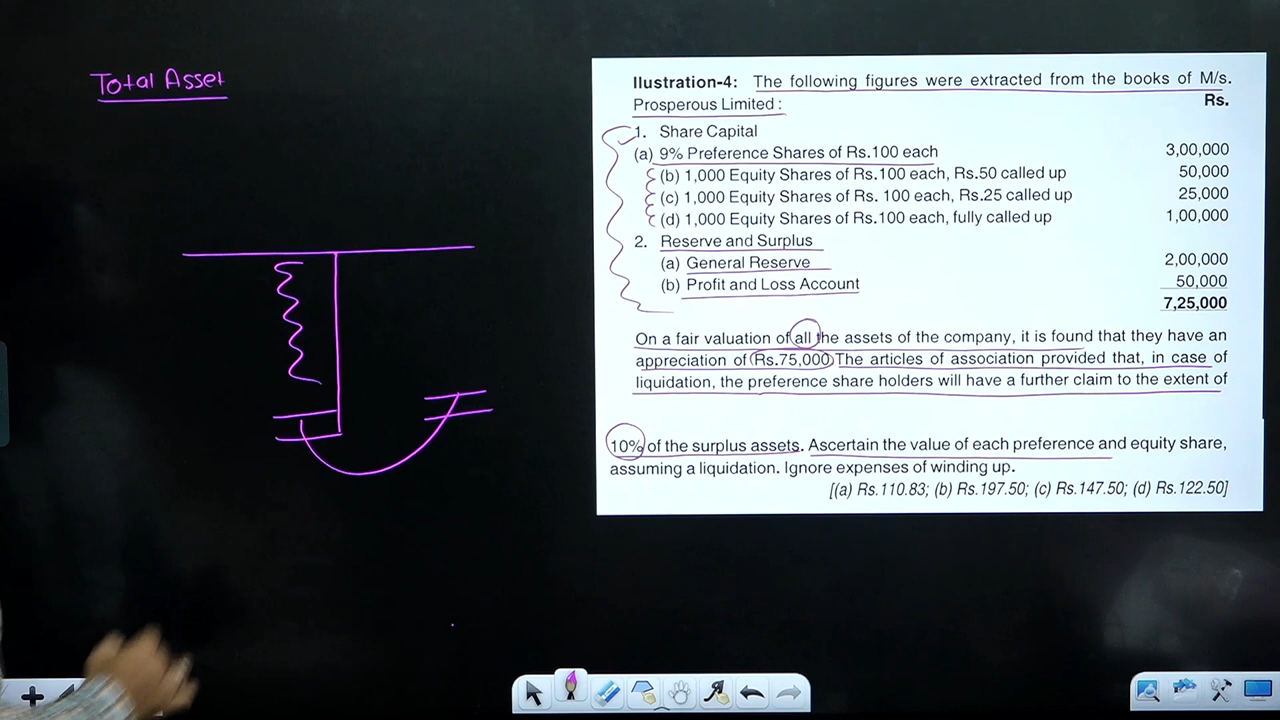 Total Asset
Ilustration-4: The following figures were extracted from the books of M/s.
Prosperous Limited : Rs.
1. Share Capital
(a) 9% Preference Shares of Rs.100 each 3,00,000
(b) 1,000 Equity Shares of Rs.100 each, Rs.50 called up 50,000
(c) 1,000 Equity Shares of Rs. 100 each, Rs.25 called up 25,000
(d) 1,000 Equity Shares of Rs.100 each, fully called up 1,00,000
2. Reserve and Surplus
(a) General Reserve 2,00,000
(b) Profit and Loss Account 50,000
7,25,000
On a fair valuation of all the assets of the company, it is found that they have an
appreciation of Rs.75,000 The articles of association provided that, in case of
liquidation, the preference share holders will have a further claim to the extent of
10% of the surplus assets. Ascertain the value of each preference and equity share,
assuming a liquidation. Ignore expenses of winding up.
[(a) Rs.110.83; (b) Rs.197.50; (c) Rs.147.50; (d) Rs.122.50]